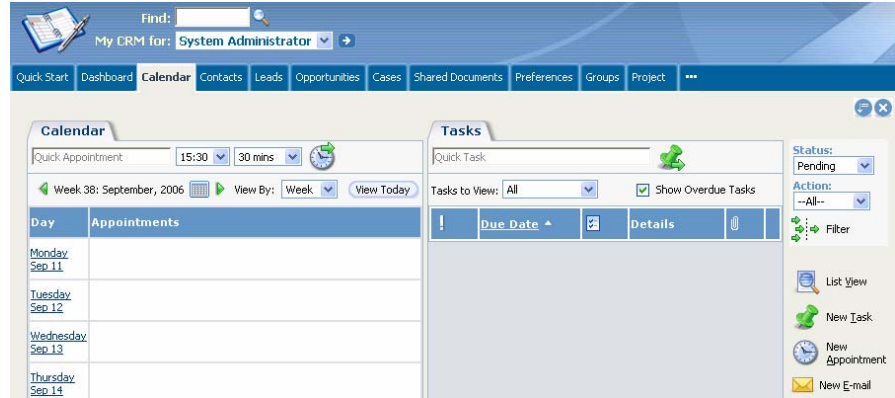 Find:
My CRM for: System Administrator
Quick Start Dashboard Calendar Contacts Leads Opportunities Cases Shared Documents Preferences Groups Project •••
Calendar
Quick Appointment 15:30 30 mins
Week 38: September, 2006 View By: Week View Today
Day Appointments
Monday
Sep 11
Tuesday
Sep 12
Wednesday
Sep 13
Thursday
Sep 14
Tasks
Quick Task
Tasks to View: All Show Overdue Tasks
! Due Date Details
Status:
Pending
Action:
--All--
Filter
List View
New Task
New
Appointment
New E-mail